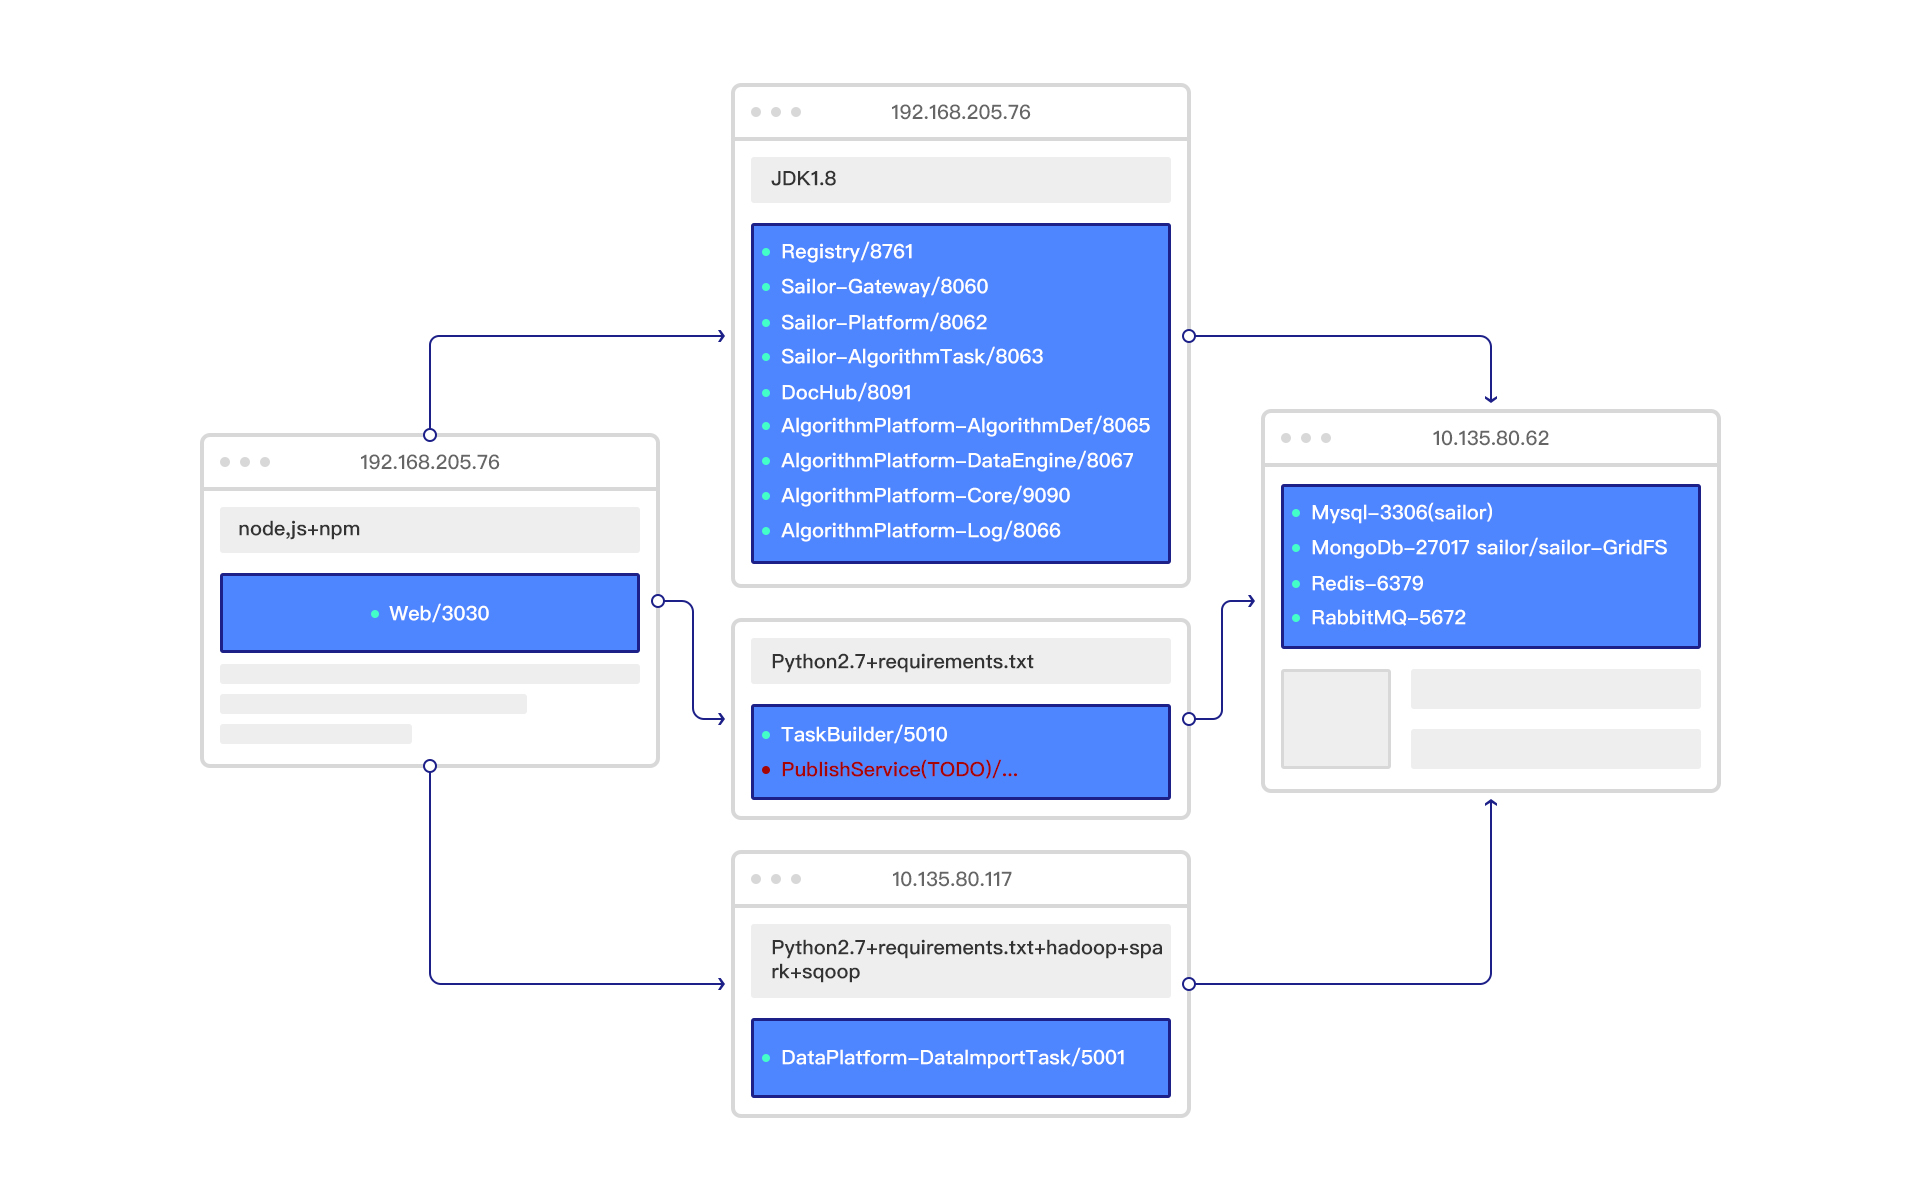 192.168.205.76
node,js+npm
Web/3030
192.168.205.76
JDK1.8
Registry/8761
Sailor-Gateway/8060
Sailor-Platform/8062
Sailor-AlgorithmTask/8063
DocHub/8091
AlgorithmPlatform-AlgorithmDef/8065
AlgorithmPlatform-DataEngine/8067
AlgorithmPlatform-Core/9090
AlgorithmPlatform-Log/8066
Python2.7+requirements.txt
TaskBuilder/5010
PublishService(TODO)/...
10.135.80.117
Python2.7+requirements.txt+hadoop+spa
rk+sqoop
DataPlatform-DataImportTask/5001
10.135.80.62
Mysql-3306(sailor)
MongoDb-27017 sailor/sailor-GridFS
Redis-6379
RabbitMQ-5672